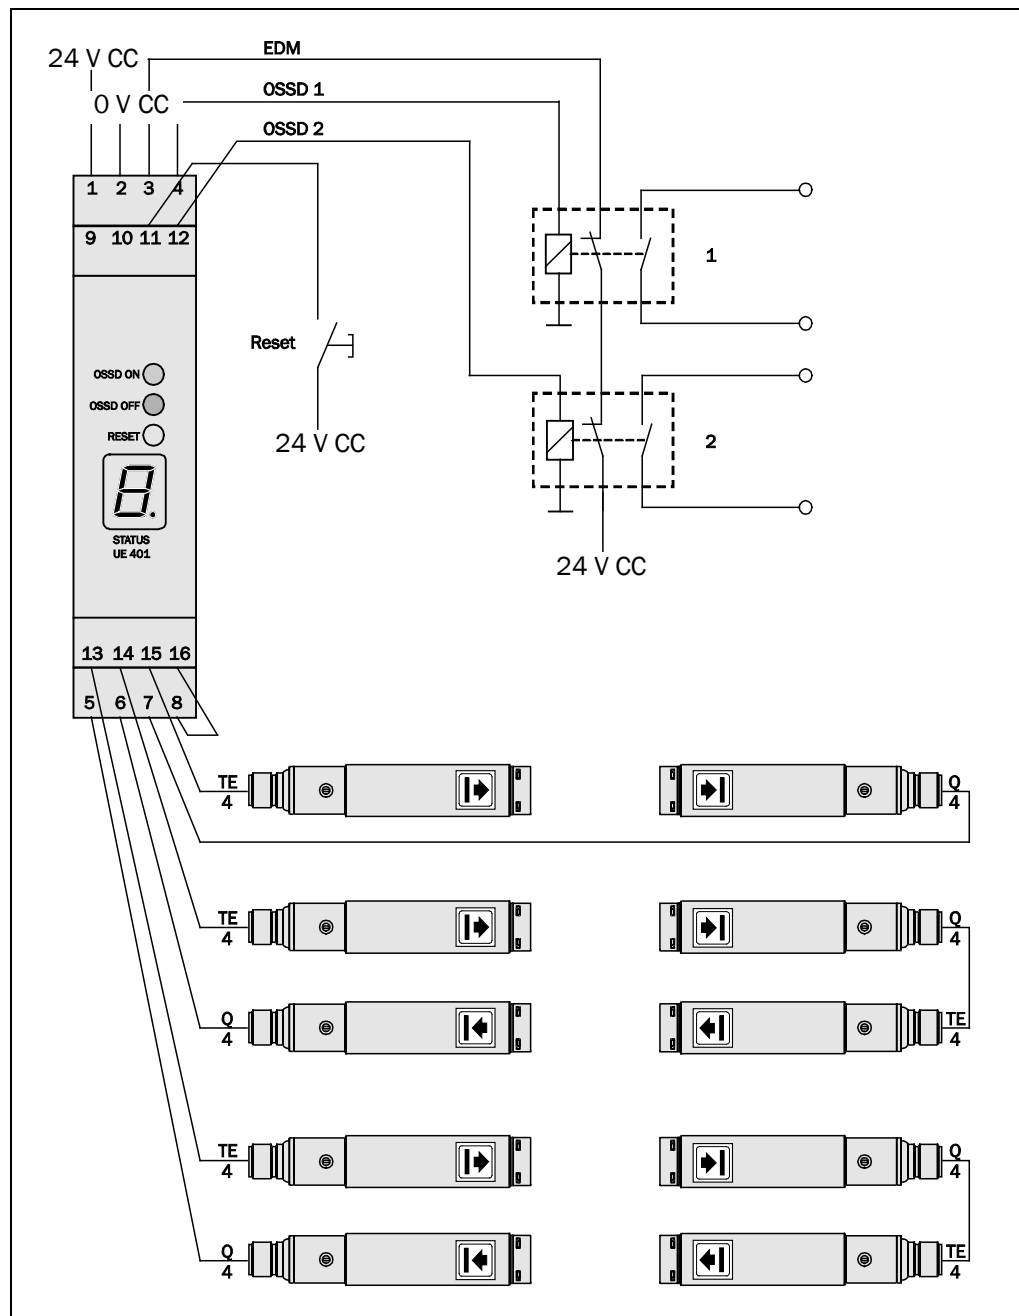 24 V CC
EDM
0 V CC
OSSD 1
OSSD 2
1 2 3 4
9 10 11 12
1
Reset
OSSD ON
OSSD OFF
RESET
24 V CC
2
8.
STATUS
UE 401
24 V CC
13 14 15 16
5 6 7 8
TE
4
Q
4
TE
4
Q
4
Q
4
TE
4
TE
4
Q
4
Q
4
TE
4